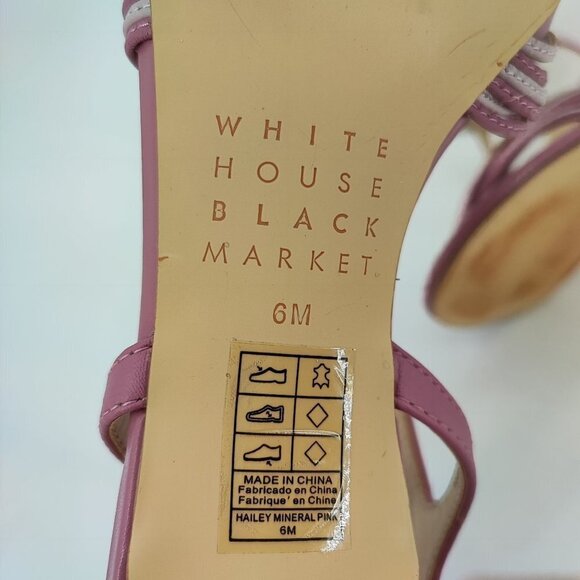 WHITE
HOUSE
BLACK
MARKET
6M
MADE IN CHINA
Fabricado en China
Fabrique' en Chine
HAILEY MINERAL PINK
6M